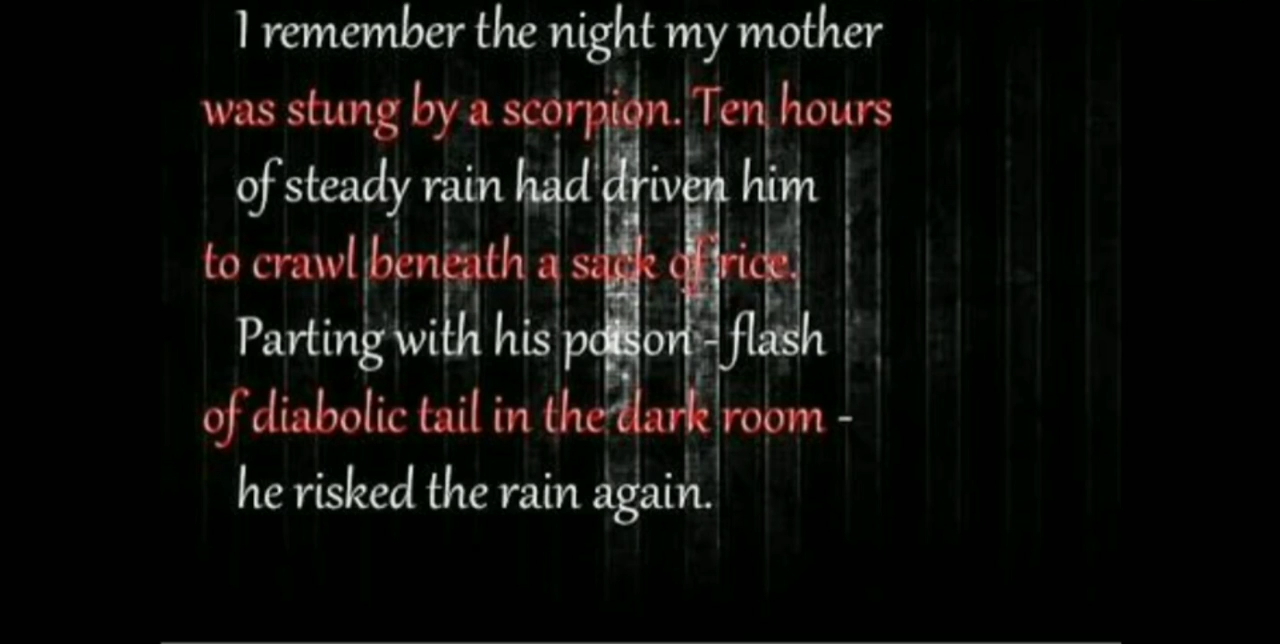 I remember the night my mother
was stung by a scorpion. Ten hours
of steady rain had driven him
to crawl beneath a sack of rice.
Parting with his poison - flash
of diabolic tail in the dark room -
he risked the rain again.